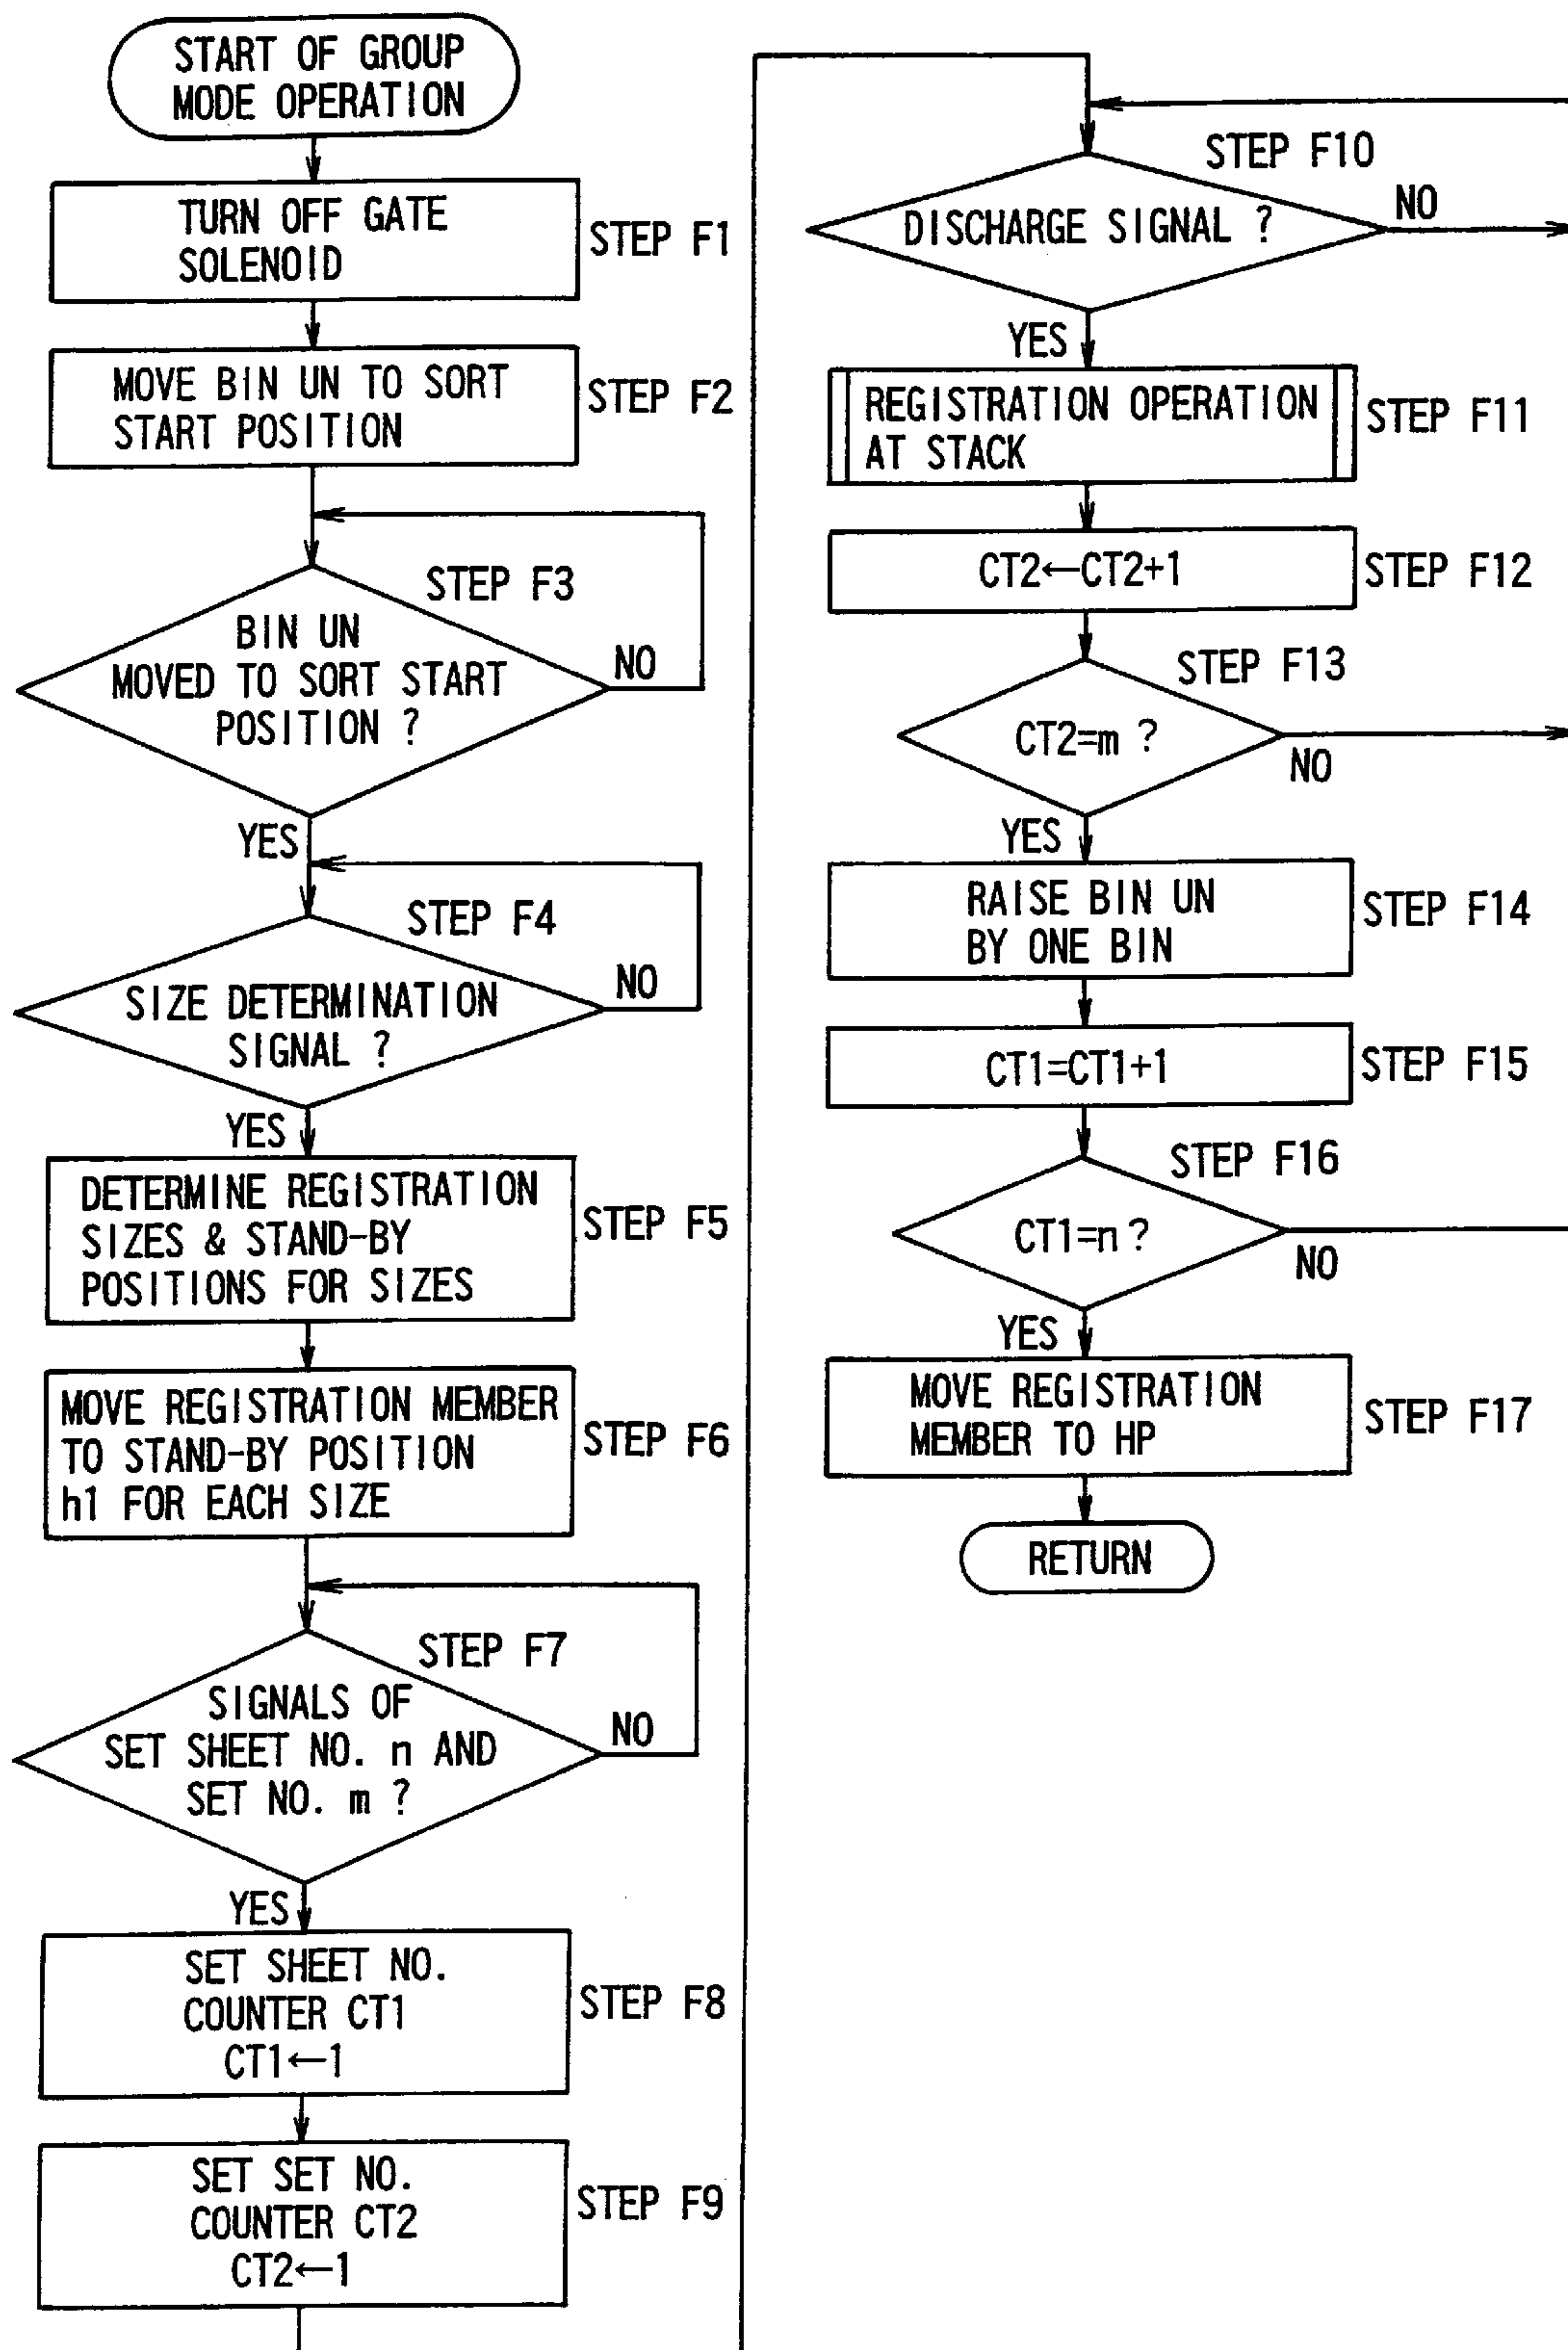 START OF GROUP
MODE OPERATION
TURN OFF GATE
SOLENOID
STEP F1
MOVE BIN UN TO SORT
START POSITION
STEP F2
STEP F3
BIN UN
MOVED TO SORT START
POSITION ?
NO
YES
STEP F4
SIZE DETERMINATION
SIGNAL ?
NO
YES
DETERMINE REGISTRATION
SIZES & STAND-BY
POSITIONS FOR SIZES
STEP F5
MOVE REGISTRATION MEMBER
TO STAND-BY POSITION
h1 FOR EACH SIZE
STEP F6
STEP F7
SIGNALS OF
SET SHEET NO. n AND
SET NO. m ?
NO
YES
SET SHEET NO.
COUNTER CT1
CT1←1
STEP F8
SET SET NO.
COUNTER CT2
CT2←1
STEP F9
STEP F10
DISCHARGE SIGNAL ?
NO
YES
REGISTRATION OPERATION
AT STACK
STEP F11
CT2←CT2+1
STEP F12
STEP F13
CT2=m ?
NO
YES
RAISE BIN UN
BY ONE BIN
STEP F14
CT1=CT1+1
STEP F15
STEP F16
CT1=n ?
NO
YES
MOVE REGISTRATION
MEMBER TO HP
STEP F17
RETURN